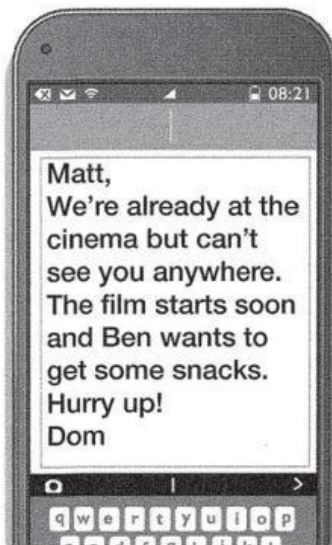 08:21
Matt,
We're already at the
cinema but can't
see you anywhere.
The film starts soon
and Ben wants to
get some snacks.
Hurry up!
Dom
q w e r t y u i o p